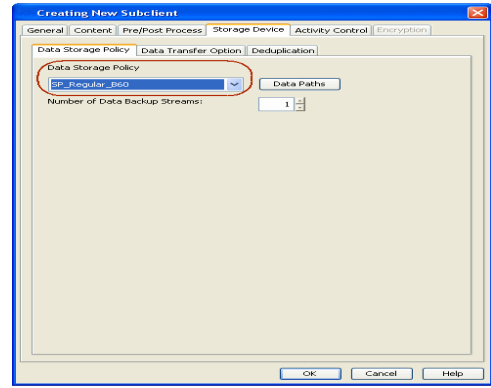 Creating New Subclient
General Content Pre/Post Process Storage Device Activity Control Encryption
Data Storage Policy Data Transfer Option Deduplication
Data Storage Policy
SP_Regular_B60 Data Paths
Number of Data Backup Streams: 1
OK Cancel Help